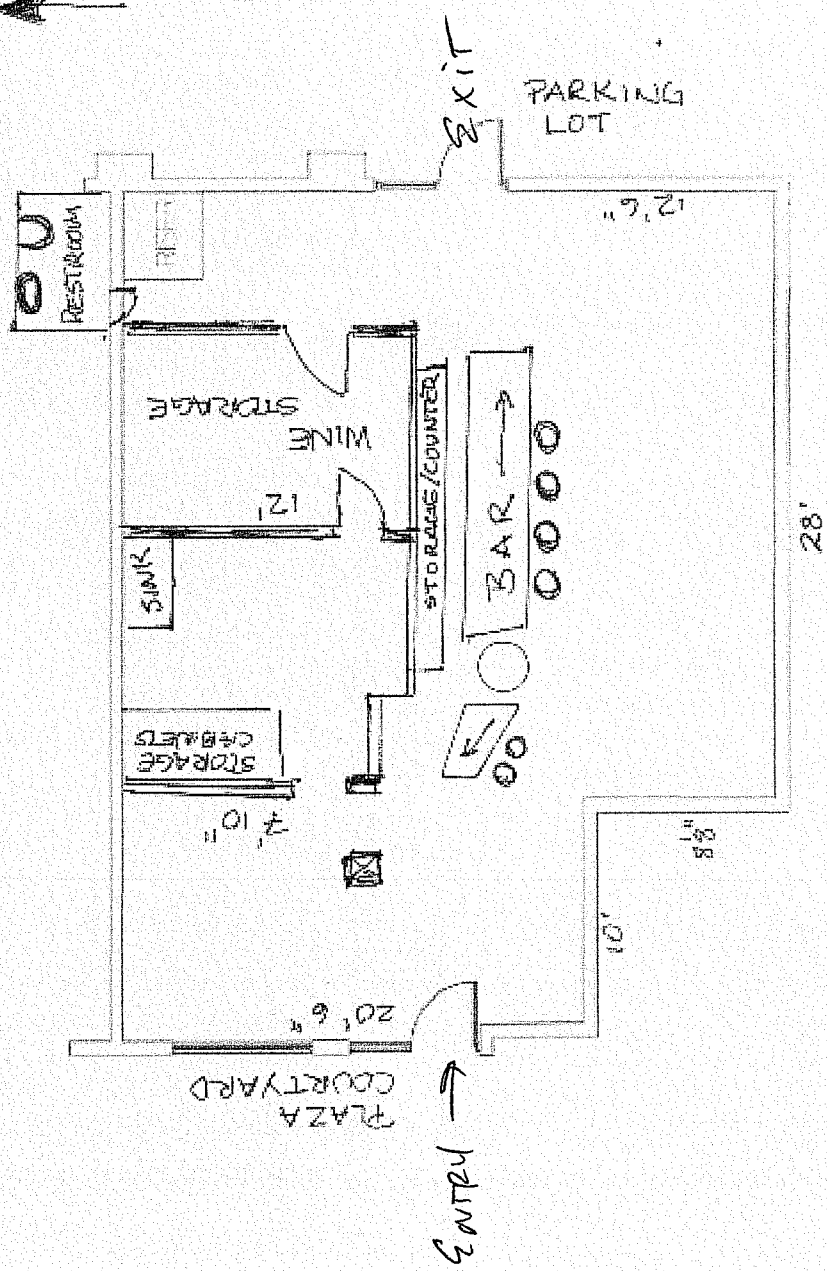 Exit
PARKING
LOT
12' 6"
RESTROOM
STORAGE
WINE
12'
STORAGE/COUNTER
BAR
SINK
STORAGE
CABINETS
7' 10"
28'
10'
20' 6"
PLAZA
COURTYARD
Entry